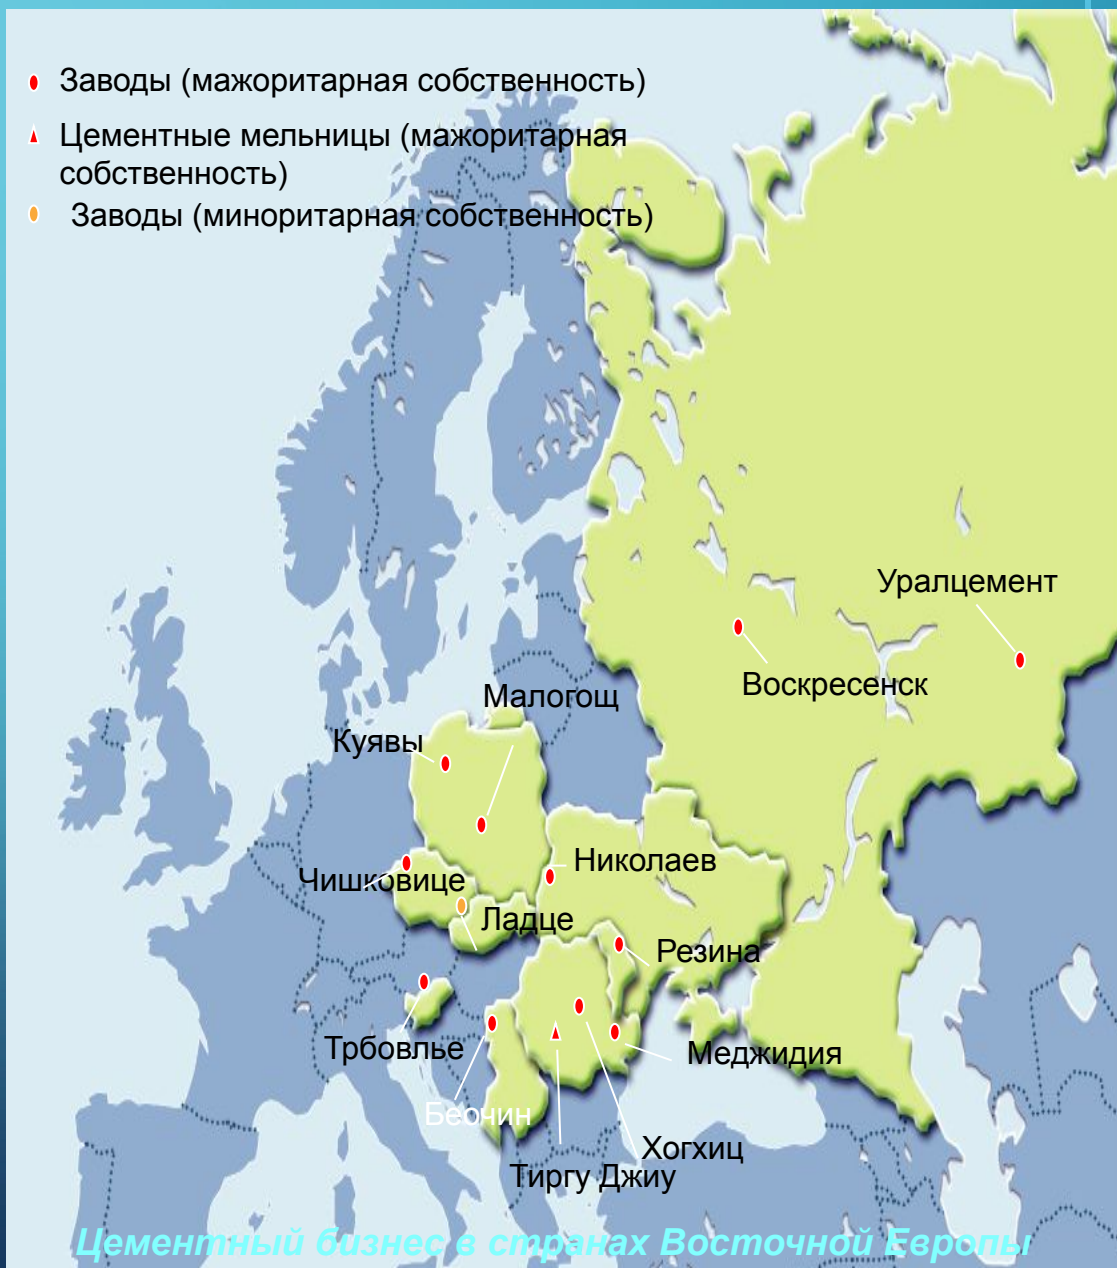 Заводы (мажоритарная собственность)
Цементные мельницы (мажоритарная
собственность)
Заводы (миноритарная собственность)
Уралцемент
Воскресенск
Малогощ
Куявы
Николаев
Чишковице
Ладце
Резина
Трбовлье
Меджидия
Беочин
Хогхиц
Тиргу Джиу
Цементный бизнес в странах Восточной Европы